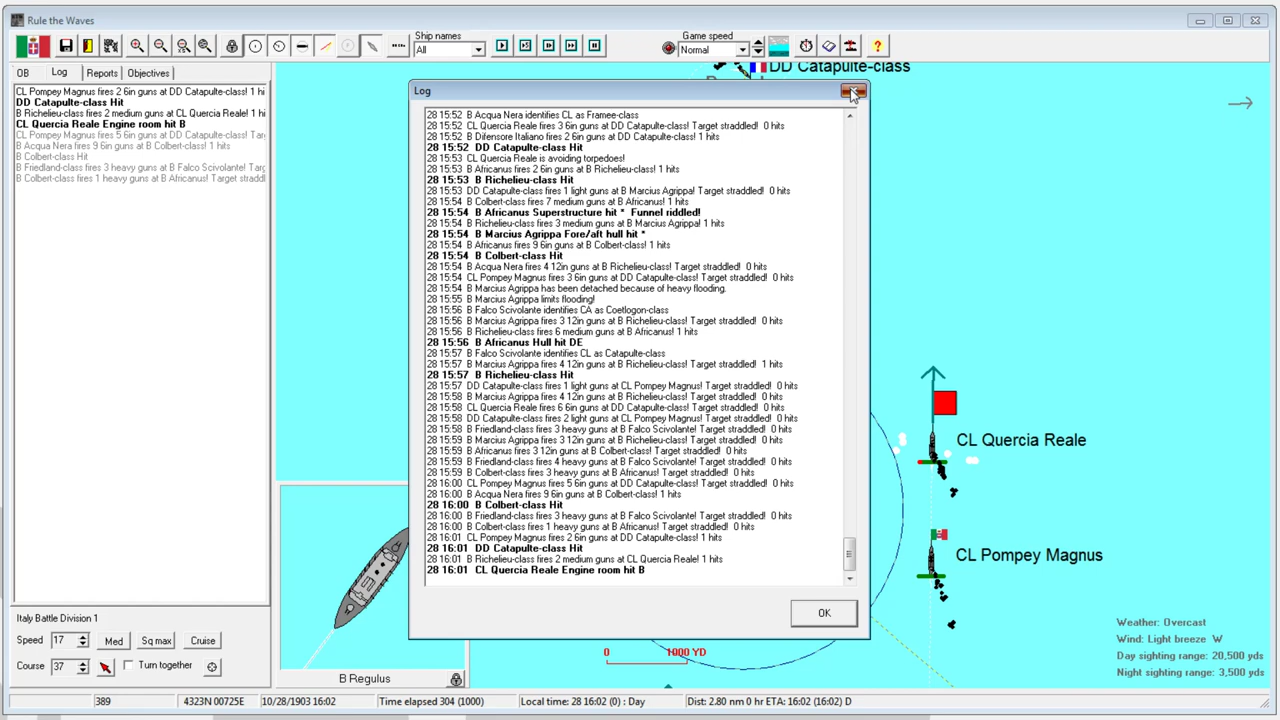 Rule the Waves
Ship names
All
Game speed
Normal
OB
Log
Reports
Objectives
CL Pompey Magnus fires 2 6in guns at DD Catapulte-class! 1 hi
DD Catapulte-class Hit
B Richelieu-class fires 2 medium guns at CL Quercia Reale! 1 hi
CL Quercia Reale Engine room hit B
CL Pompey Magnus fires 5 6in guns at DD Catapulte-class! Tar
B Acqua Nera fires 9 6in guns at B Colbert-class! 1 hits
B Colbert-class Hit
B Friedland-class fires 3 heavy guns at B Falco Scivolante! Targ
B Colbert-class fires 1 heavy guns at B Africanus! Target straddl
Log
28 15:52 B Acqua Nera identifies CL as Framee-class
28 15:52 CL Quercia Reale fires 3 6in guns at DD Catapulte-class! Target straddled! 0 hits
28 15:52 B Difensore Italiano fires 2 6in guns at DD Catapulte-class! 1 hits
28 15:52 DD Catapulte-class Hit
28 15:53 CL Quercia Reale is avoiding torpedoes!
28 15:53 B Africanus fires 2 6in guns at B Richelieu-class! 1 hits
28 15:53 B Richelieu-class Hit
28 15:53 DD Catapulte-class fires 1 light guns at B Marcius Agrippa! Target straddled! 0 hits
28 15:54 B Colbert-class fires 7 medium guns at B Africanus! 1 hits
28 15:54 B Africanus Superstructure hit * Funnel riddled!
28 15:54 B Richelieu-class fires 3 medium guns at B Marcius Agrippa! 1 hits
28 15:54 B Marcius Agrippa Fore/aft hull hit *
28 15:54 B Africanus fires 9 6in guns at B Colbert-class! 1 hits
28 15:54 B Colbert-class Hit
28 15:54 B Acqua Nera fires 4 12in guns at B Richelieu-class! Target straddled! 0 hits
28 15:54 CL Pompey Magnus fires 3 6in guns at DD Catapulte-class! Target straddled! 0 hits
28 15:54 B Marcius Agrippa has been detached because of heavy flooding.
28 15:55 B Marcius Agrippa limits flooding!
28 15:56 B Falco Scivolante identifies CA as Coetlogon-class
28 15:56 B Marcius Agrippa fires 3 12in guns at B Richelieu-class! Target straddled! 0 hits
28 15:56 B Richelieu-class fires 6 medium guns at B Africanus! 1 hits
28 15:56 B Africanus Hull hit DE
28 15:57 B Falco Scivolante identifies CL as Catapulte-class
28 15:57 B Marcius Agrippa fires 4 12in guns at B Richelieu-class! Target straddled! 1 hits
28 15:57 B Richelieu-class Hit
28 15:57 DD Catapulte-class fires 1 light guns at CL Pompey Magnus! Target straddled! 0 hits
28 15:58 B Marcius Agrippa fires 4 12in guns at B Richelieu-class! Target straddled! 0 hits
28 15:58 CL Quercia Reale fires 6 6in guns at DD Catapulte-class! Target straddled! 0 hits
28 15:58 DD Catapulte-class fires 2 light guns at CL Pompey Magnus! Target straddled! 0 hits
28 15:58 B Friedland-class fires 3 heavy guns at B Falco Scivolante! Target straddled! 0 hits
28 15:59 B Marcius Agrippa fires 3 12in guns at B Richelieu-class! Target straddled! 0 hits
28 15:59 B Africanus fires 3 12in guns at B Colbert-class! Target straddled! 0 hits
28 15:59 B Friedland-class fires 4 heavy guns at B Falco Scivolante! Target straddled! 0 hits
28 15:59 B Colbert-class fires 3 heavy guns at B Africanus! Target straddled! 0 hits
28 16:00 CL Pompey Magnus fires 5 6in guns at DD Catapulte-class! Target straddled! 0 hits
28 16:00 B Acqua Nera fires 9 6in guns at B Colbert-class! 1 hits
28 16:00 B Colbert-class Hit
28 16:00 B Friedland-class fires 3 heavy guns at B Falco Scivolante! Target straddled! 0 hits
28 16:00 B Colbert-class fires 1 heavy guns at B Africanus! Target straddled! 0 hits
28 16:01 CL Pompey Magnus fires 2 6in guns at DD Catapulte-class! 1 hits
28 16:01 DD Catapulte-class Hit
28 16:01 B Richelieu-class fires 2 medium guns at CL Quercia Reale! 1 hits
28 16:01 CL Quercia Reale Engine room hit B
OK
DD Catapulte-class
CL Quercia Reale
CL Pompey Magnus
Weather: Overcast
Wind: Light breeze W
Day sighting range: 20,500 yds
Night sighting range: 3,500 yds
0 1000 YD
Italy Battle Division 1
Speed 17 Med Sq max Cruise
Course 37 Turn together
B Regulus
389
4323N 00725E
10/28/1903 16:02
Time elapsed 304 (1000)
Local time: 28 16:02 () : Day
Dist: 2.80 nm 0 hr ETA: 16:02 (16:02) D